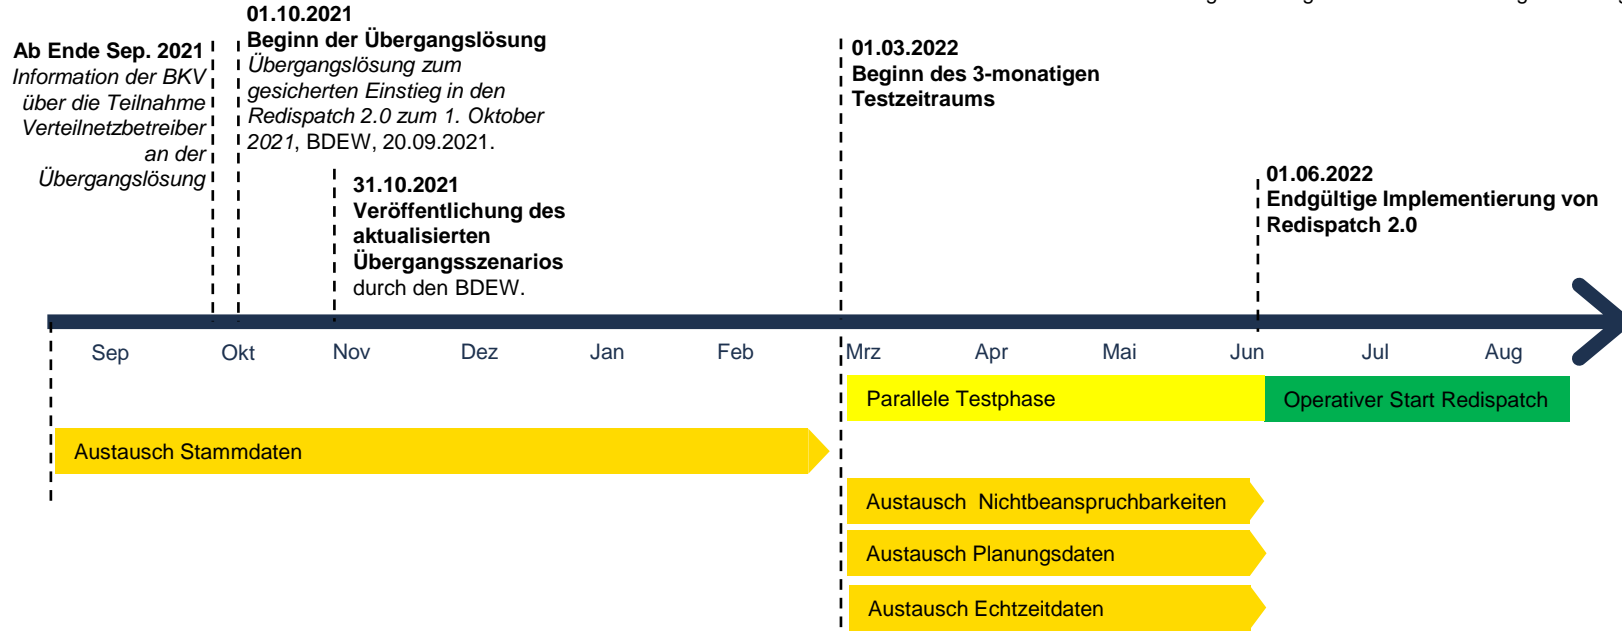 01.10.2021
Beginn der Übergangslösung
Übergangslösung zum
gesicherten Einstieg in den
Redispatch 2.0 zum 1. Oktober
2021, BDEW, 20.09.2021.
Ab Ende Sep. 2021
Information der BKV
über die Teilnahme
Verteilnetzbetreiber
an der
Übergangslösung
31.10.2021
Veröffentlichung des
aktualisierten
Übergangsszenarios
durch den BDEW.
01.03.2022
Beginn des 3-monatigen
Testzeitraums
01.06.2022
Endgültige Implementierung von
Redispatch 2.0
Sep Okt Nov Dez Jan Feb Mrz Apr Mai Jun Jul Aug
Parallele Testphase
Operativer Start Redispatch
Austausch Stammdaten
Austausch Nichtbeanspruchbarkeiten
Austausch Planungsdaten
Austausch Echtzeitdaten